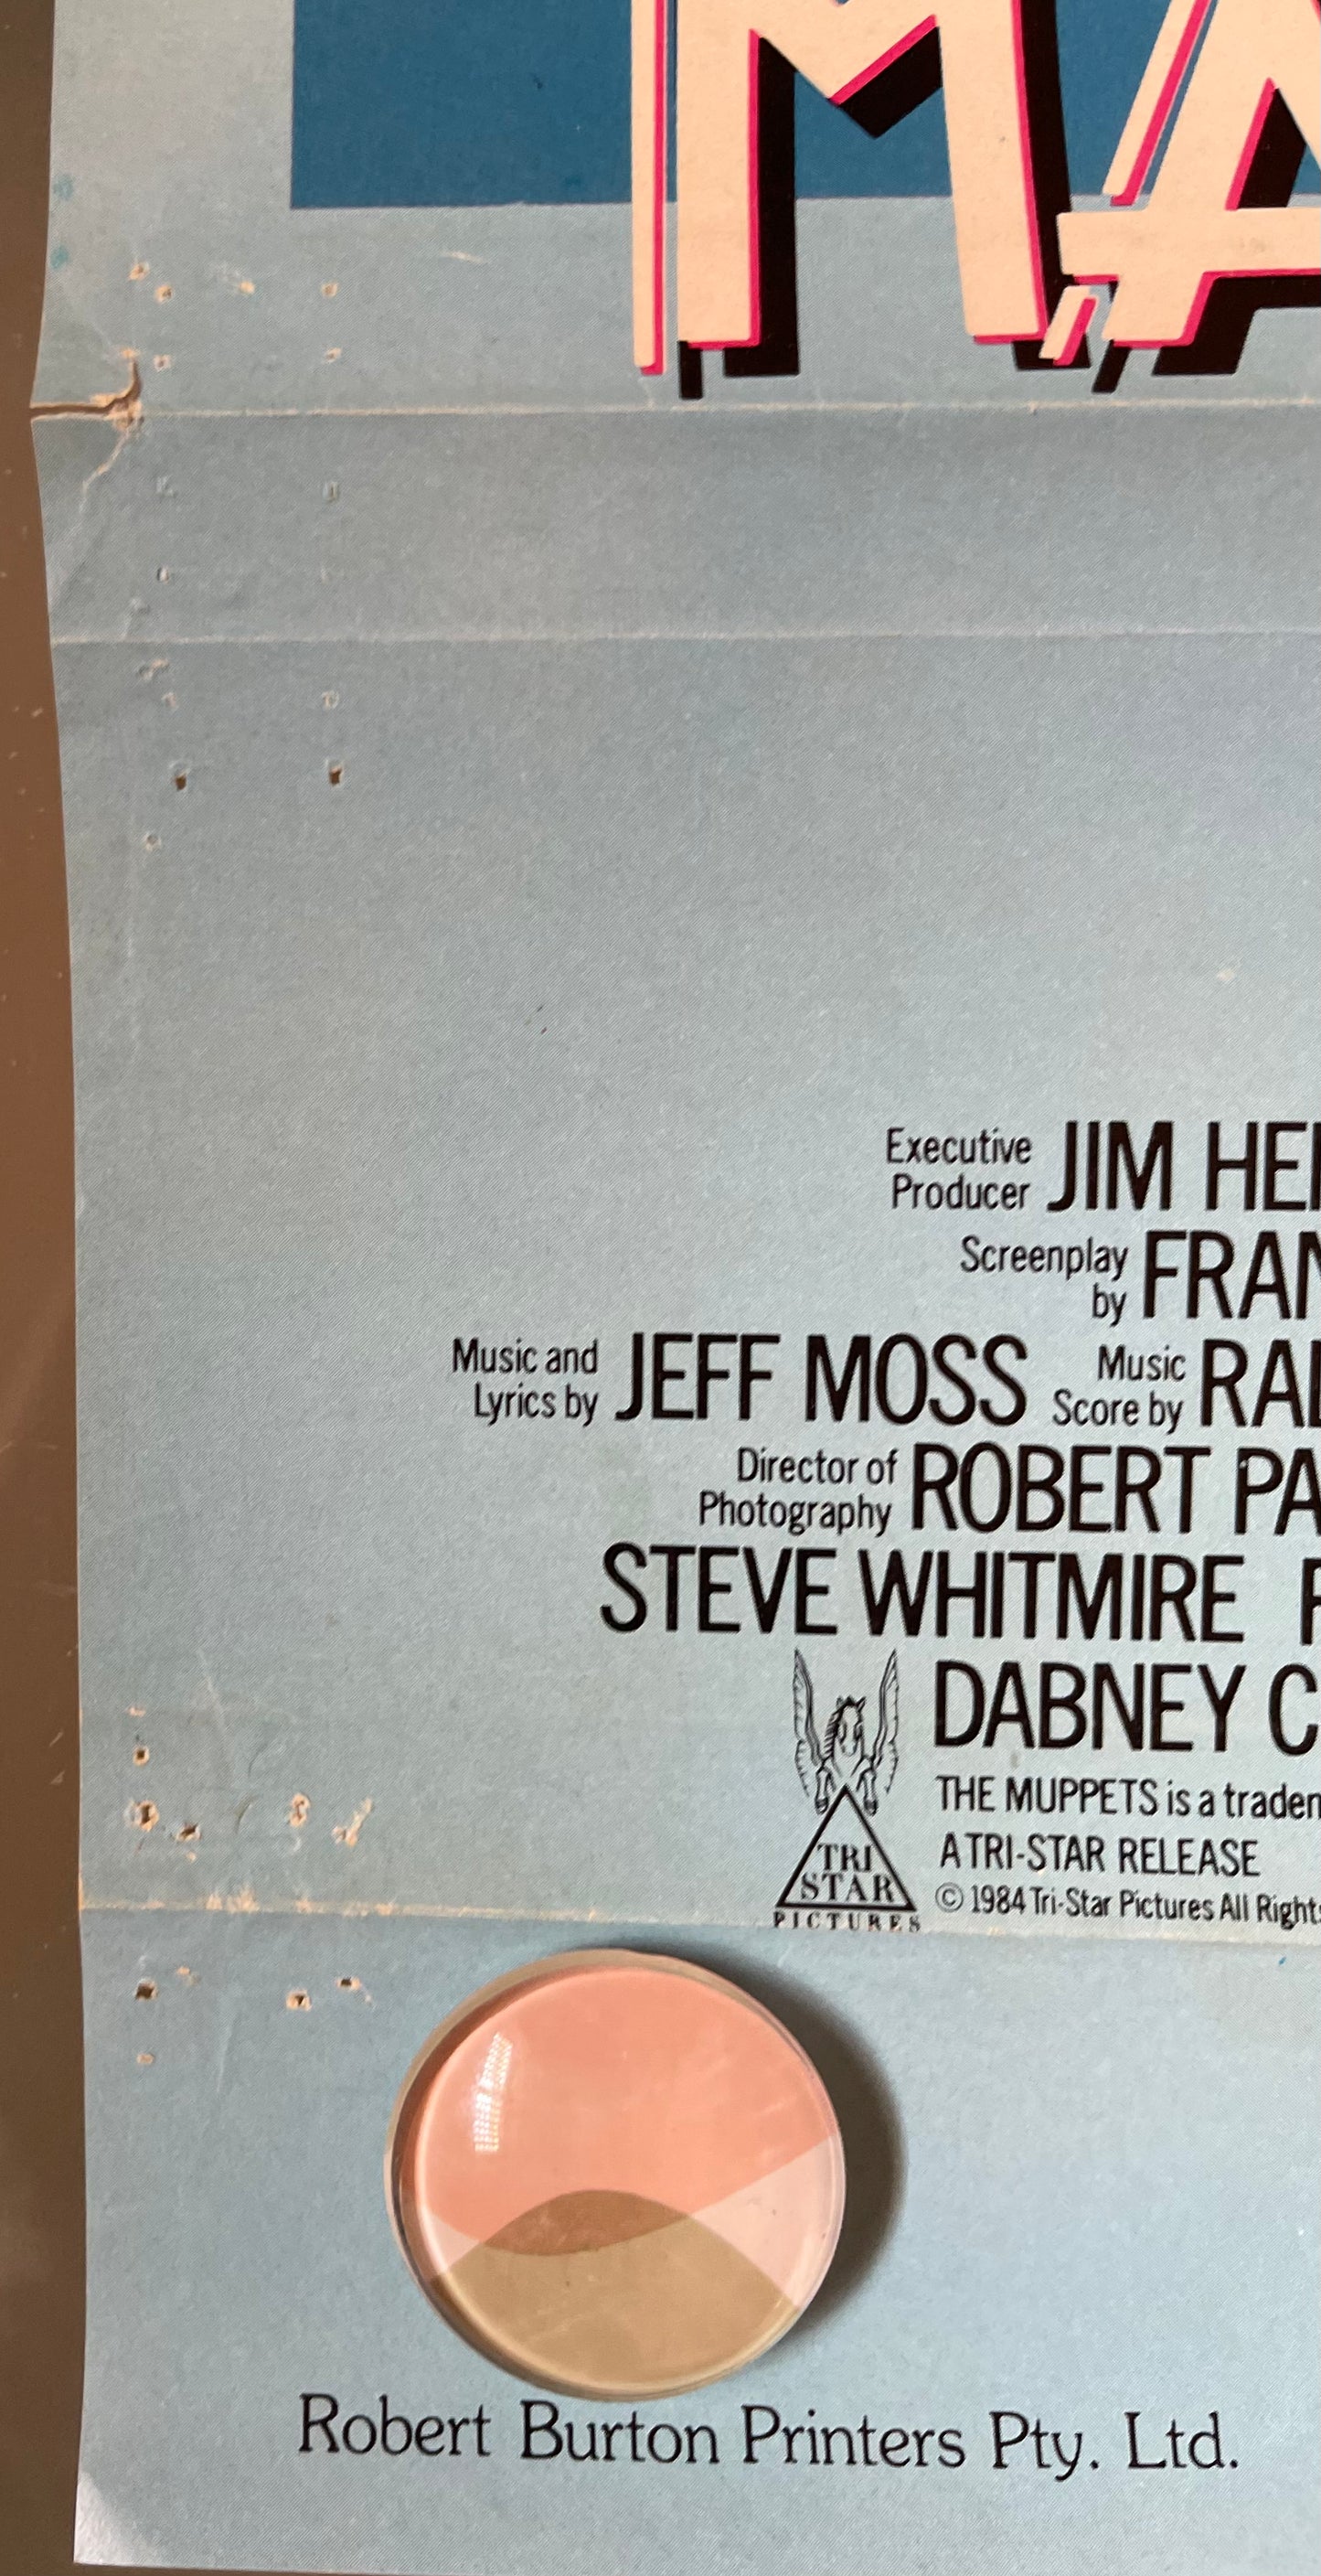 MA
Executive Producer JIM HE
Screenplay by FRAN
Music and Lyrics by JEFF MOSS Music Score by RAL
Director of Photography ROBERT PA
STEVE WHITMIRE
DABNEY C
THE MUPPETS is a tradem
TRI STAR PICTURES
A TRI-STAR RELEASE
© 1984 Tri-Star Pictures All Rights
Robert Burton Printers Pty. Ltd.